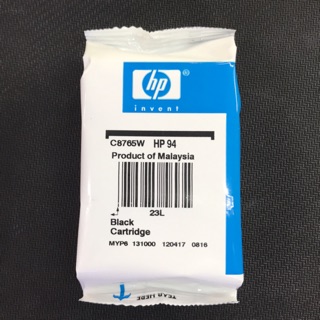 hp
invent
C8765W HP 94
Product of Malaysia
23L
Black
Cartridge
MYP6 131000 120417 0816
TEAR HERE